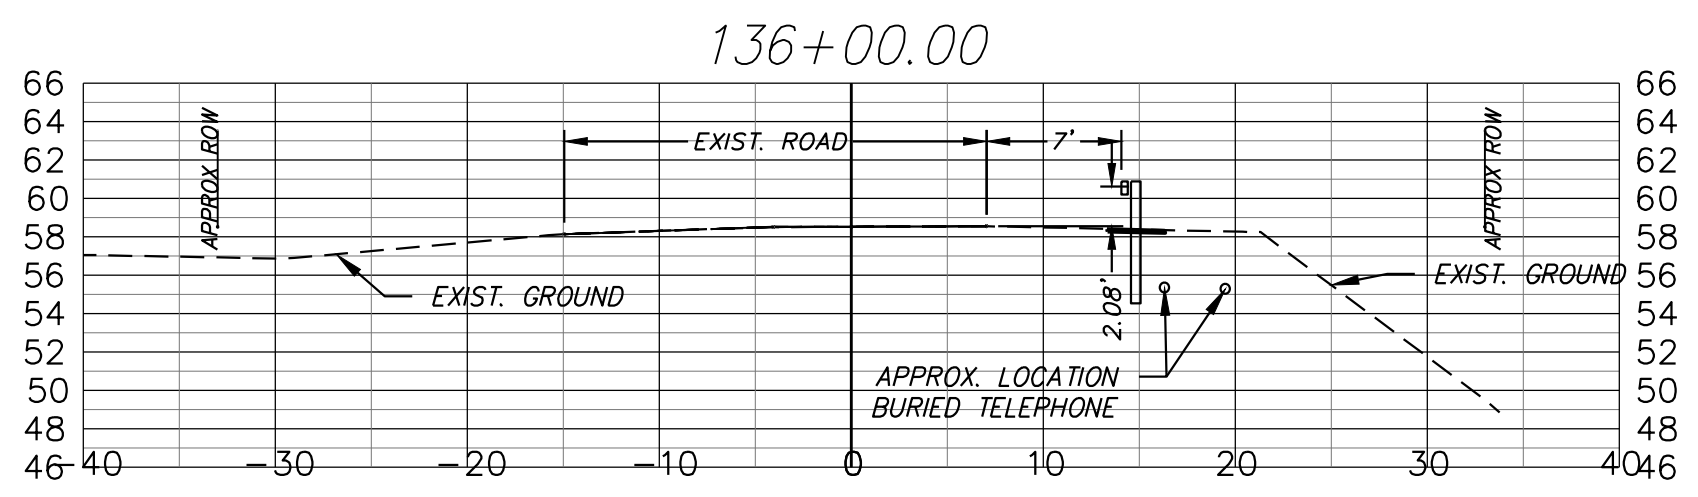 136+00.00
66 66
64 64
62 62
60 60
58 58
56 56
54 54
52 52
50 50
48 48
46 46
APPROX ROW
EXIST. ROAD
7'
APPROX ROW
EXIST. GROUND
EXIST. GROUND
2.08'
APPROX. LOCATION
BURIED TELEPHONE
-40 -30 -20 -10 0 10 20 30 40